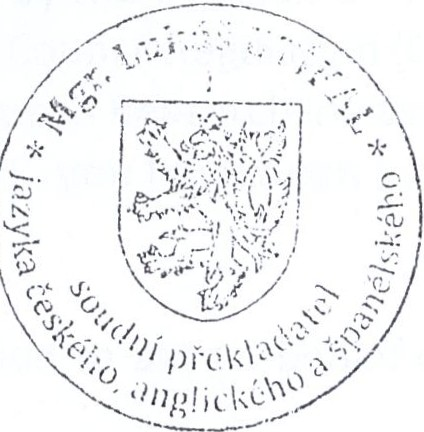 * Mgr. Lukáš *
soudní překladatel
jazyka českého, anglického a španělského